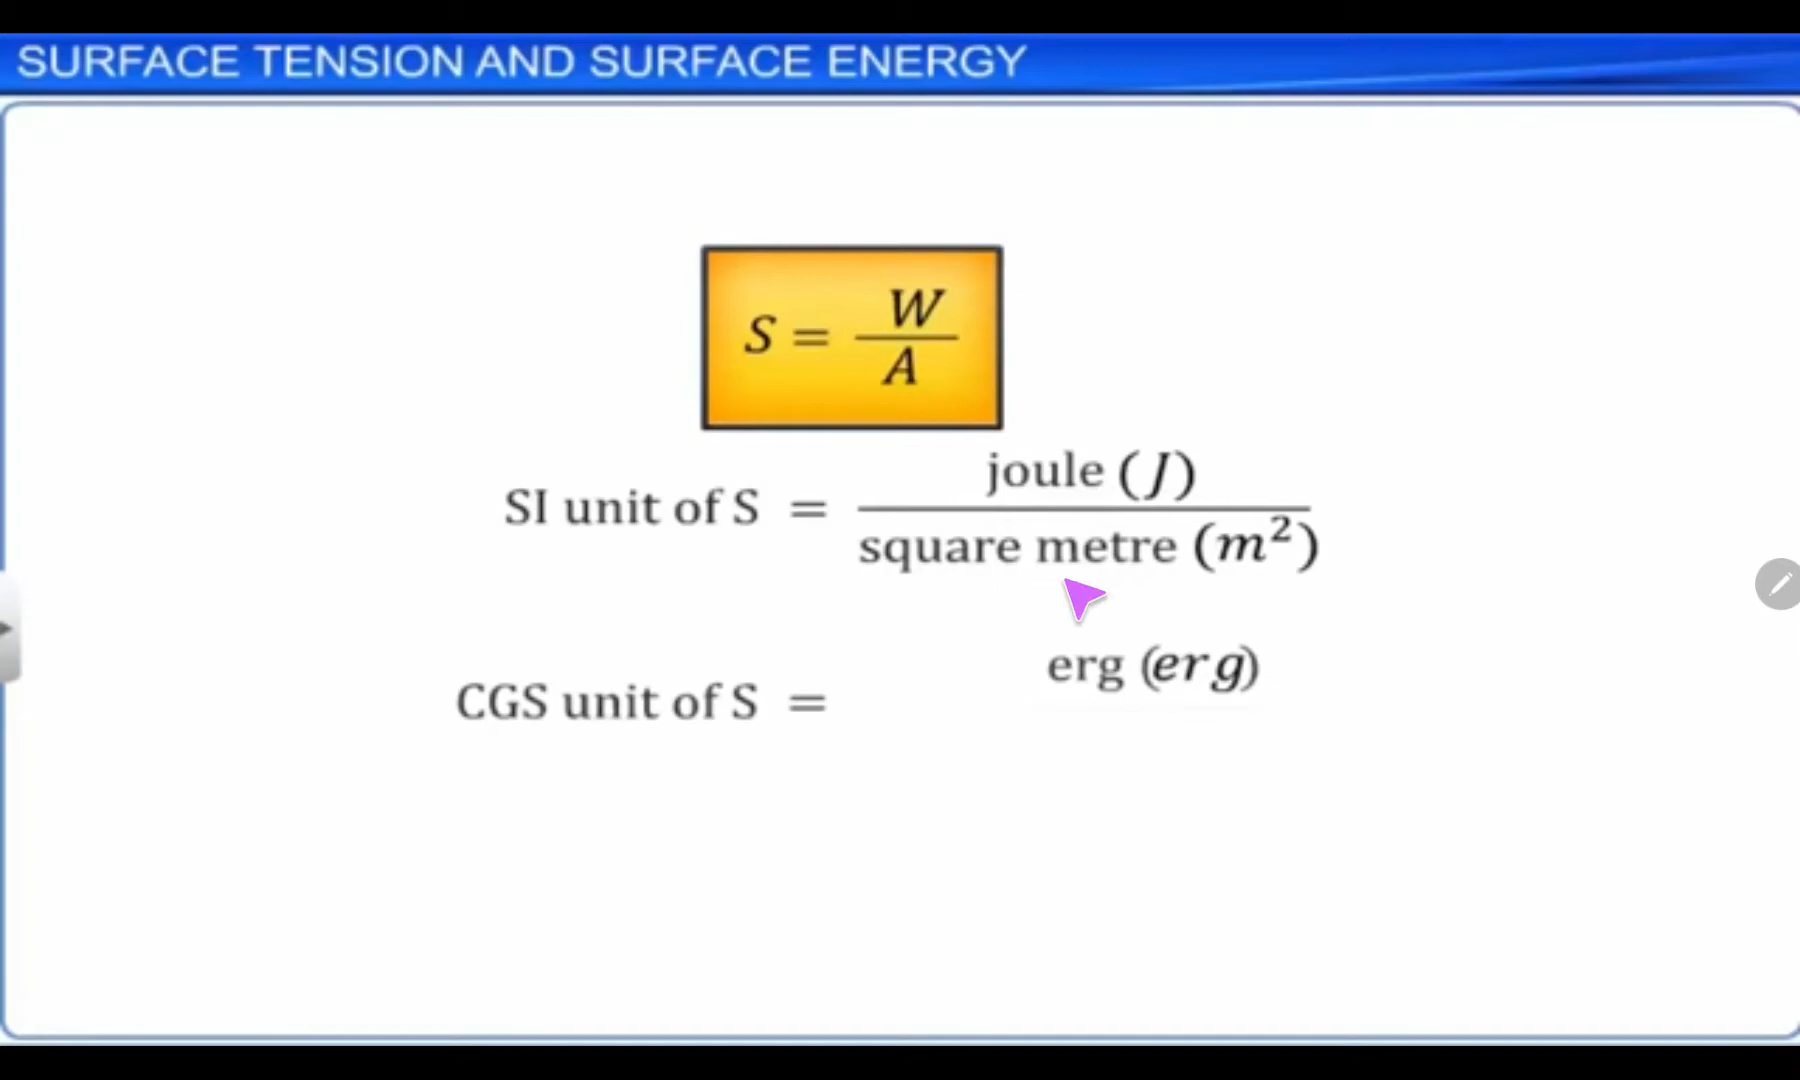 SURFACE TENSION AND SURFACE ENERGY
S = W / A
SI unit of S = joule (J) / square metre (m²)
CGS unit of S = erg (erg)